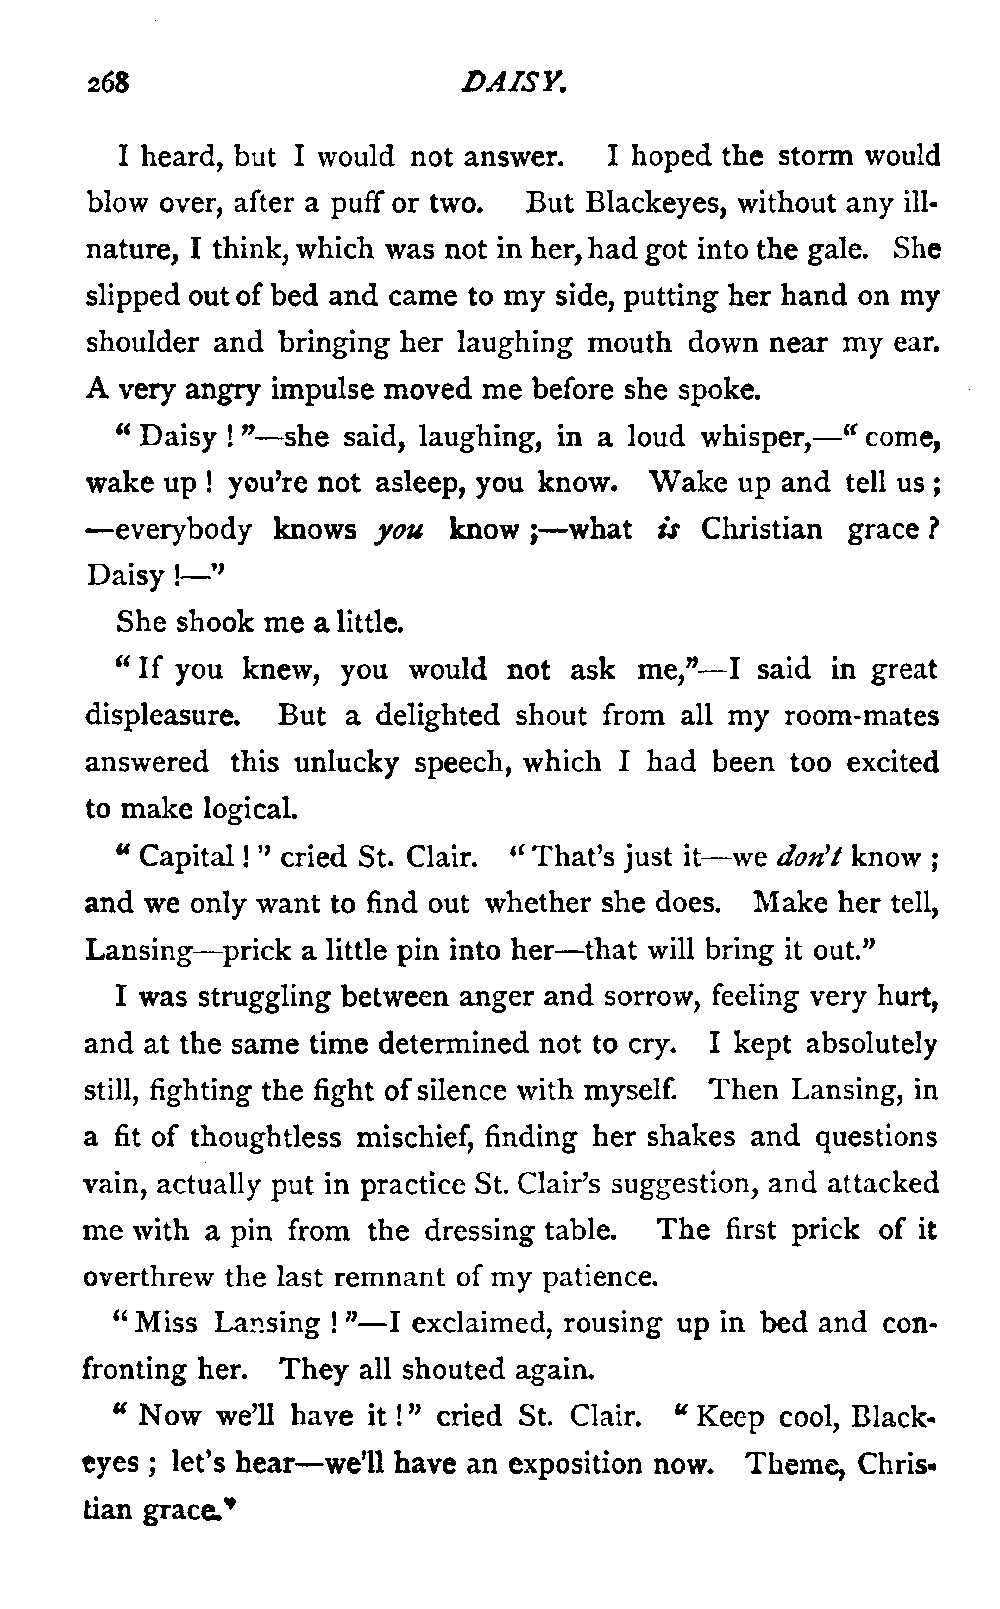 268 DAISY.
I heard, but I would not answer. I hoped the storm would
blow over, after a puff or two. But Blackeyes, without any ill-
nature, I think, which was not in her, had got into the gale. She
slipped out of bed and came to my side, putting her hand on my
shoulder and bringing her laughing mouth down near my ear.
A very angry impulse moved me before she spoke.
“ Daisy ! ”—she said, laughing, in a loud whisper,—“ come,
wake up ! you're not asleep, you know. Wake up and tell us ;
—everybody knows you know ;—what is Christian grace ?
Daisy !—”
She shook me a little.
“ If you knew, you would not ask me,”—I said in great
displeasure. But a delighted shout from all my room-mates
answered this unlucky speech, which I had been too excited
to make logical.
“ Capital ! ” cried St. Clair. “ That's just it—we don't know ;
and we only want to find out whether she does. Make her tell,
Lansing—prick a little pin into her—that will bring it out.”
I was struggling between anger and sorrow, feeling very hurt,
and at the same time determined not to cry. I kept absolutely
still, fighting the fight of silence with myself. Then Lansing, in
a fit of thoughtless mischief, finding her shakes and questions
vain, actually put in practice St. Clair's suggestion, and attacked
me with a pin from the dressing table. The first prick of it
overthrew the last remnant of my patience.
“ Miss Lansing ! ”—I exclaimed, rousing up in bed and con-
fronting her. They all shouted again.
“ Now we'll have it ! ” cried St. Clair. “ Keep cool, Black-
eyes ; let's hear—we'll have an exposition now. Theme, Chris-
tian grace.”